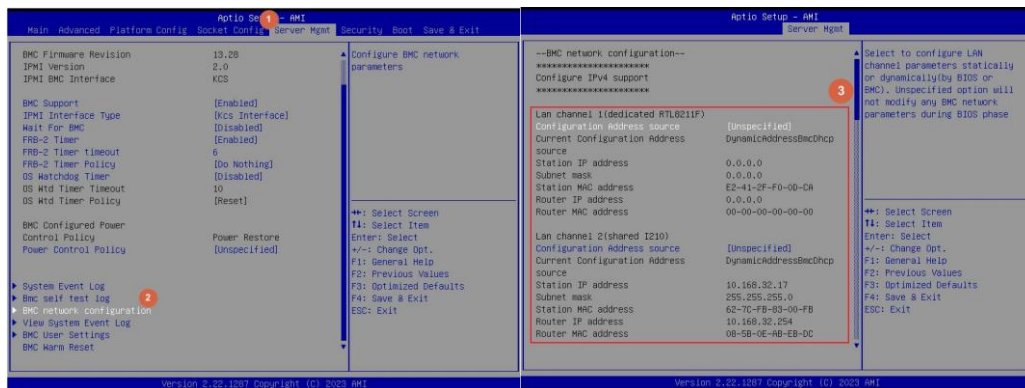 Aptio Setup - AMI
1
Main Advanced Platform Config Socket Config Server Mgmt Security Boot Save & Exit
BMC Firmware Revision 13.28
IPMI Version 2.0
IPMI BMC Interface KCS
BMC Support [Enabled]
IPMI Interface Type [Kcs Interface]
Wait For BMC [Disabled]
FRB-2 Timer [Enabled]
FRB-2 Timer timeout 6
FRB-2 Timer Policy [Do Nothing]
OS Watchdog Timer [Disabled]
OS Wtd Timer Timeout 10
OS Wtd Timer Policy [Reset]
BMC Configured Power
Control Policy Power Restore
Power Control Policy [Unspecified]
System Event Log
Bmc self test log
2
BMC network configuration
View System Event Log
BMC User Settings
BMC Warm Reset
Configure BMC network
parameters
→←: Select Screen
↑↓: Select Item
Enter: Select
+/-: Change Opt.
F1: General Help
F2: Previous Values
F3: Optimized Defaults
F4: Save & Exit
ESC: Exit
Version 2.22.1287 Copyright (C) 2023 AMI
Aptio Setup - AMI
Server Mgmt
--BMC network configuration--
**********************
Configure IPv4 support
**********************
3
Lan channel 1(dedicated RTL8211F)
Configuration Address source [Unspecified]
Current Configuration Address DynamicAddressBmcDhcp
source
Station IP address 0.0.0.0
Subnet mask 0.0.0.0
Station MAC address E2-41-2F-F0-0D-CA
Router IP address 0.0.0.0
Router MAC address 00-00-00-00-00-00
Lan channel 2(shared I210)
Configuration Address source [Unspecified]
Current Configuration Address DynamicAddressBmcDhcp
source
Station IP address 10.168.32.17
Subnet mask 255.255.255.0
Station MAC address 62-7C-FB-83-00-FB
Router IP address 10.168.32.254
Router MAC address 08-5B-0E-AB-EB-DC
Select to configure LAN
channel parameters statically
or dynamically(by BIOS or
BMC). Unspecified option will
not modify any BMC network
parameters during BIOS phase
→←: Select Screen
↑↓: Select Item
Enter: Select
+/-: Change Opt.
F1: General Help
F2: Previous Values
F3: Optimized Defaults
F4: Save & Exit
ESC: Exit
Version 2.22.1287 Copyright (C) 2023 AMI